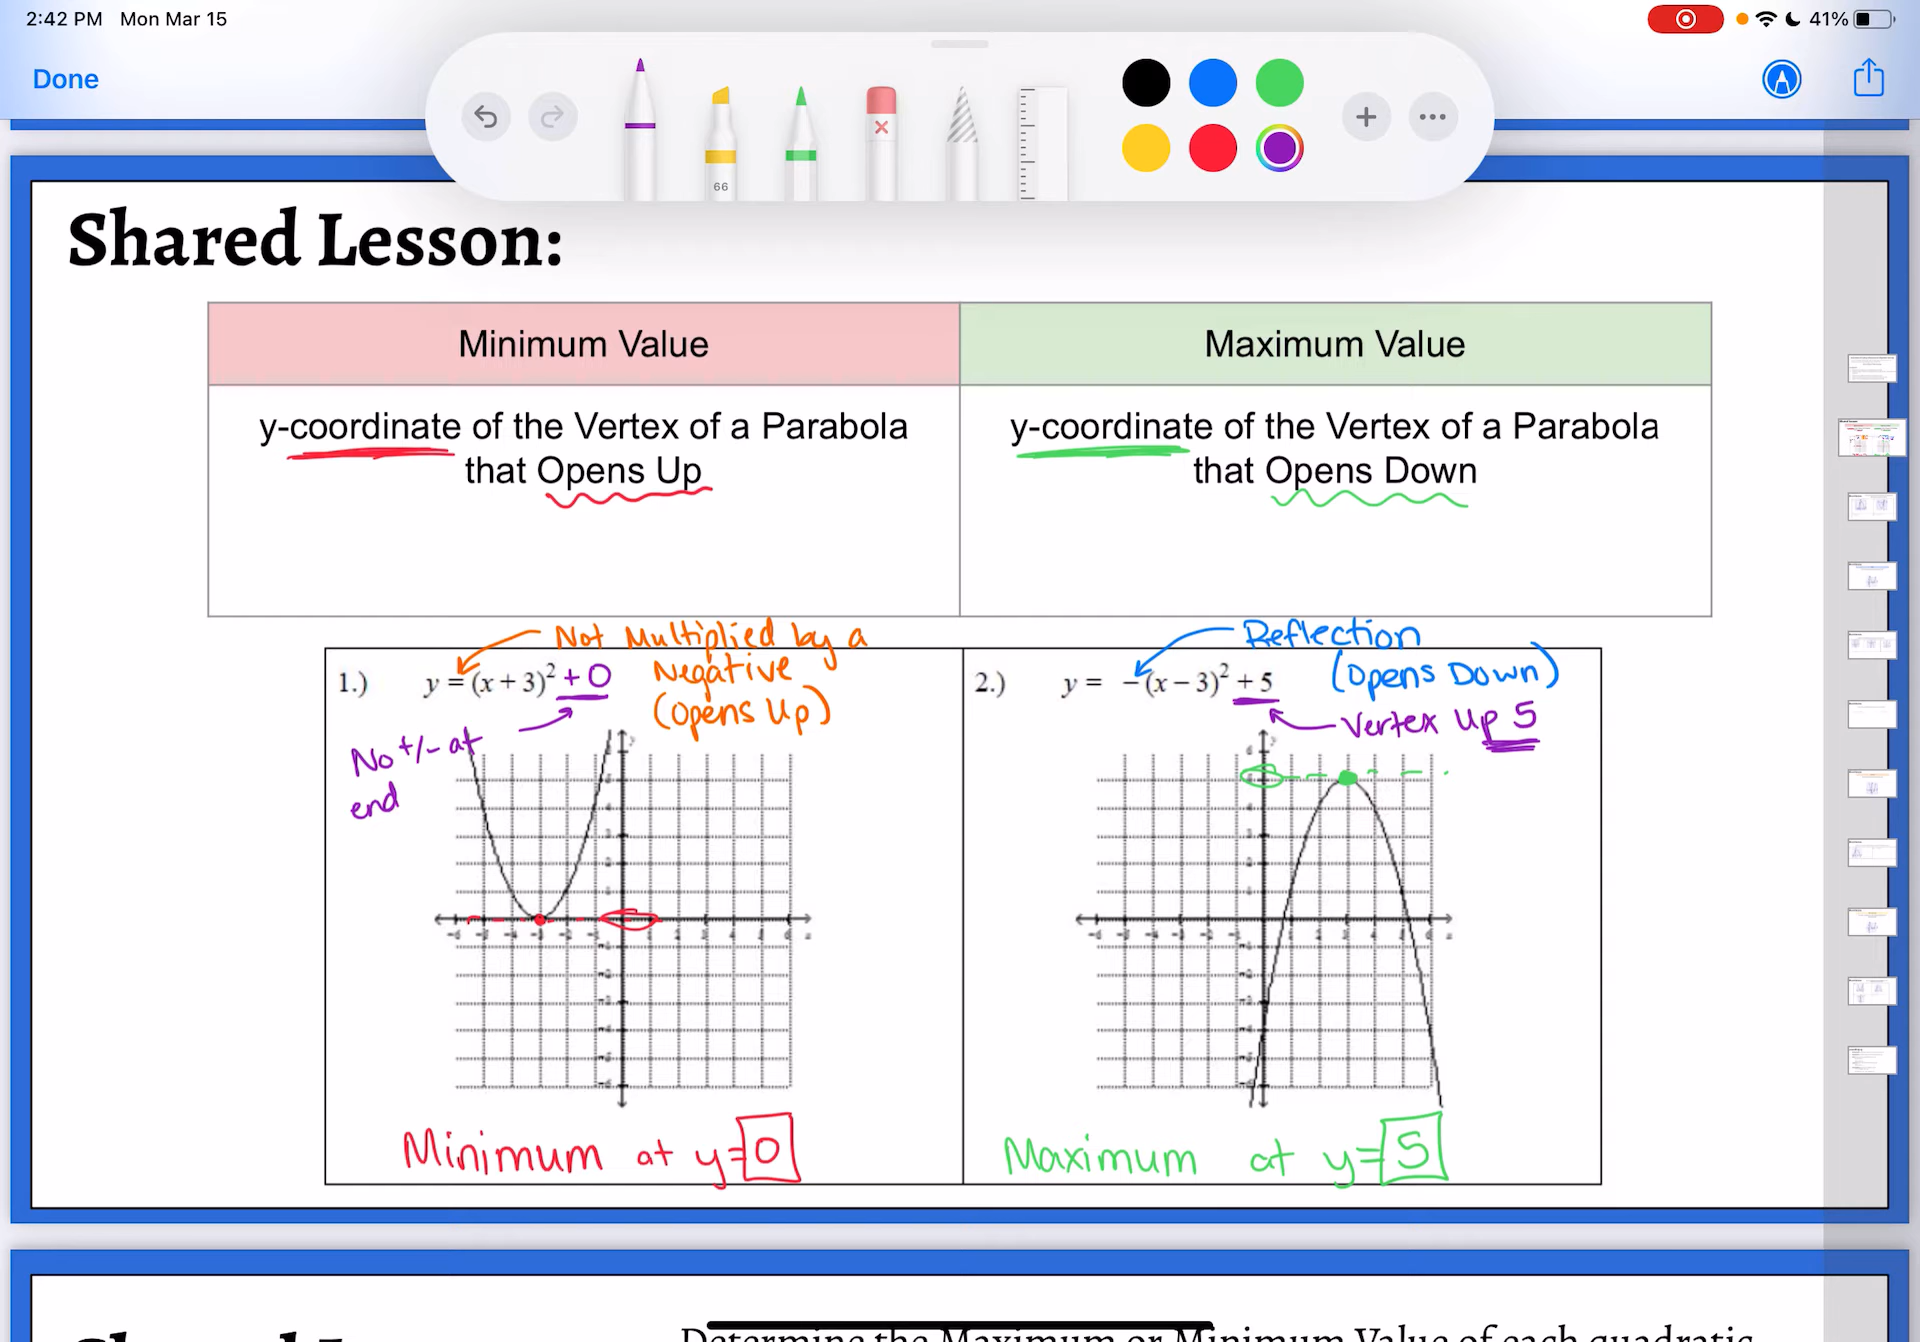 2:42 PM Mon Mar 15
41%
Done
66
Shared Lesson:
Minimum Value
Maximum Value
y-coordinate of the Vertex of a Parabola
that Opens Up
y-coordinate of the Vertex of a Parabola
that Opens Down
Not Multiplied by a
Negative
(Opens Up)
1.) y = (x + 3)² + 0
No +/- at
end
Minimum at y = 0
Reflection
(Opens Down)
2.) y = -(x - 3)² + 5
Vertex Up 5
Maximum at y = 5
Determine the Maximum or Minimum Value of each quadratic